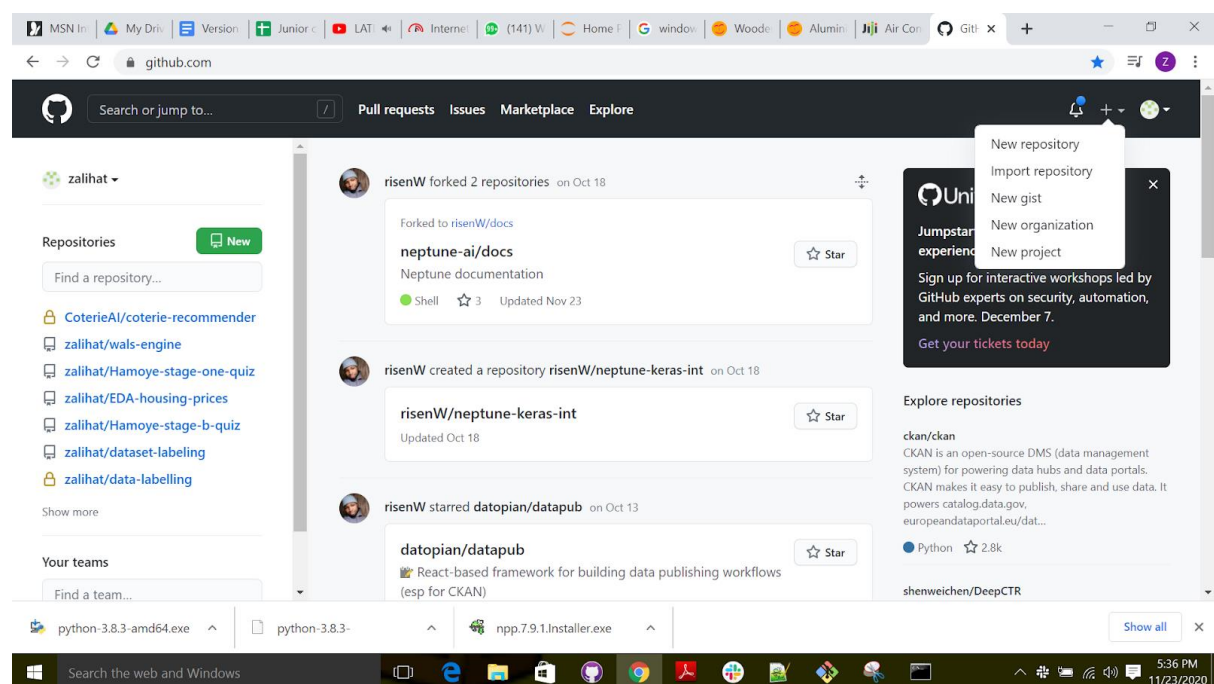 MSN In
My Driv
Version
Junior c
LATI
Internet
(141) W
Home P
window
Woode
Alumin
Jiji Air Con
GitH
github.com
Search or jump to...
/
Pull requests Issues Marketplace Explore
New repository
Import repository
New gist
New organization
New project
zalihat
Repositories
New
Find a repository...
CoterieAI/coterie-recommender
zalihat/wals-engine
zalihat/Hamoye-stage-one-quiz
zalihat/EDA-housing-prices
zalihat/Hamoye-stage-b-quiz
zalihat/dataset-labeling
zalihat/data-labelling
Show more
Your teams
Find a team...
risenW forked 2 repositories on Oct 18
Forked to risenW/docs
neptune-ai/docs
Star
Neptune documentation
Shell 3 Updated Nov 23
risenW created a repository risenW/neptune-keras-int on Oct 18
risenW/neptune-keras-int
Star
Updated Oct 18
risenW starred datopian/datapub on Oct 13
datopian/datapub
Star
React-based framework for building data publishing workflows
(esp for CKAN)
Uni
Jumpstar
experienc
Sign up for interactive workshops led by
GitHub experts on security, automation,
and more. December 7.
Get your tickets today
Explore repositories
ckan/ckan
CKAN is an open-source DMS (data management
system) for powering data hubs and data portals.
CKAN makes it easy to publish, share and use data. It
powers catalog.data.gov,
europeandataportal.eu/dat...
Python 2.8k
shenweichen/DeepCTR
python-3.8.3-amd64.exe
python-3.8.3-
npp.7.9.1.Installer.exe
Show all
Search the web and Windows
5:36 PM
11/23/2020